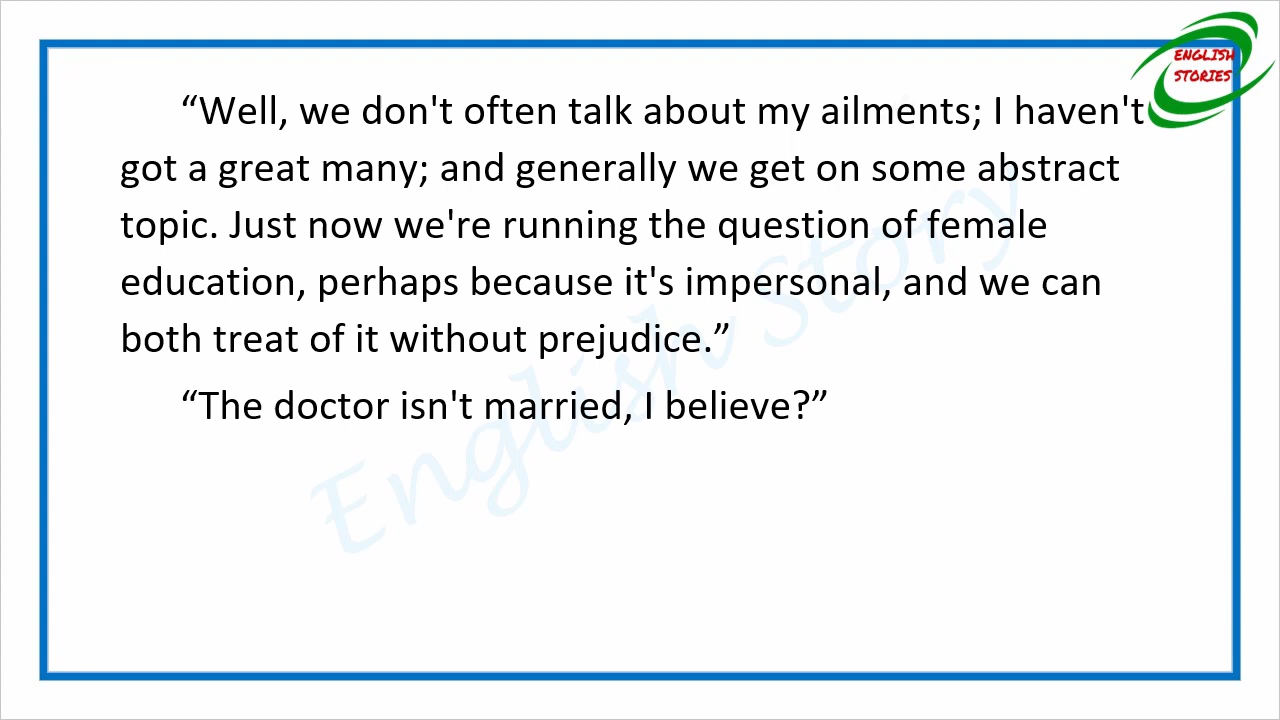 ENGLISH
STORIES
“Well, we don't often talk about my ailments; I haven't
got a great many; and generally we get on some abstract
topic. Just now we're running the question of female
education, perhaps because it's impersonal, and we can
both treat of it without prejudice.”
“The doctor isn't married, I believe?”
English Story